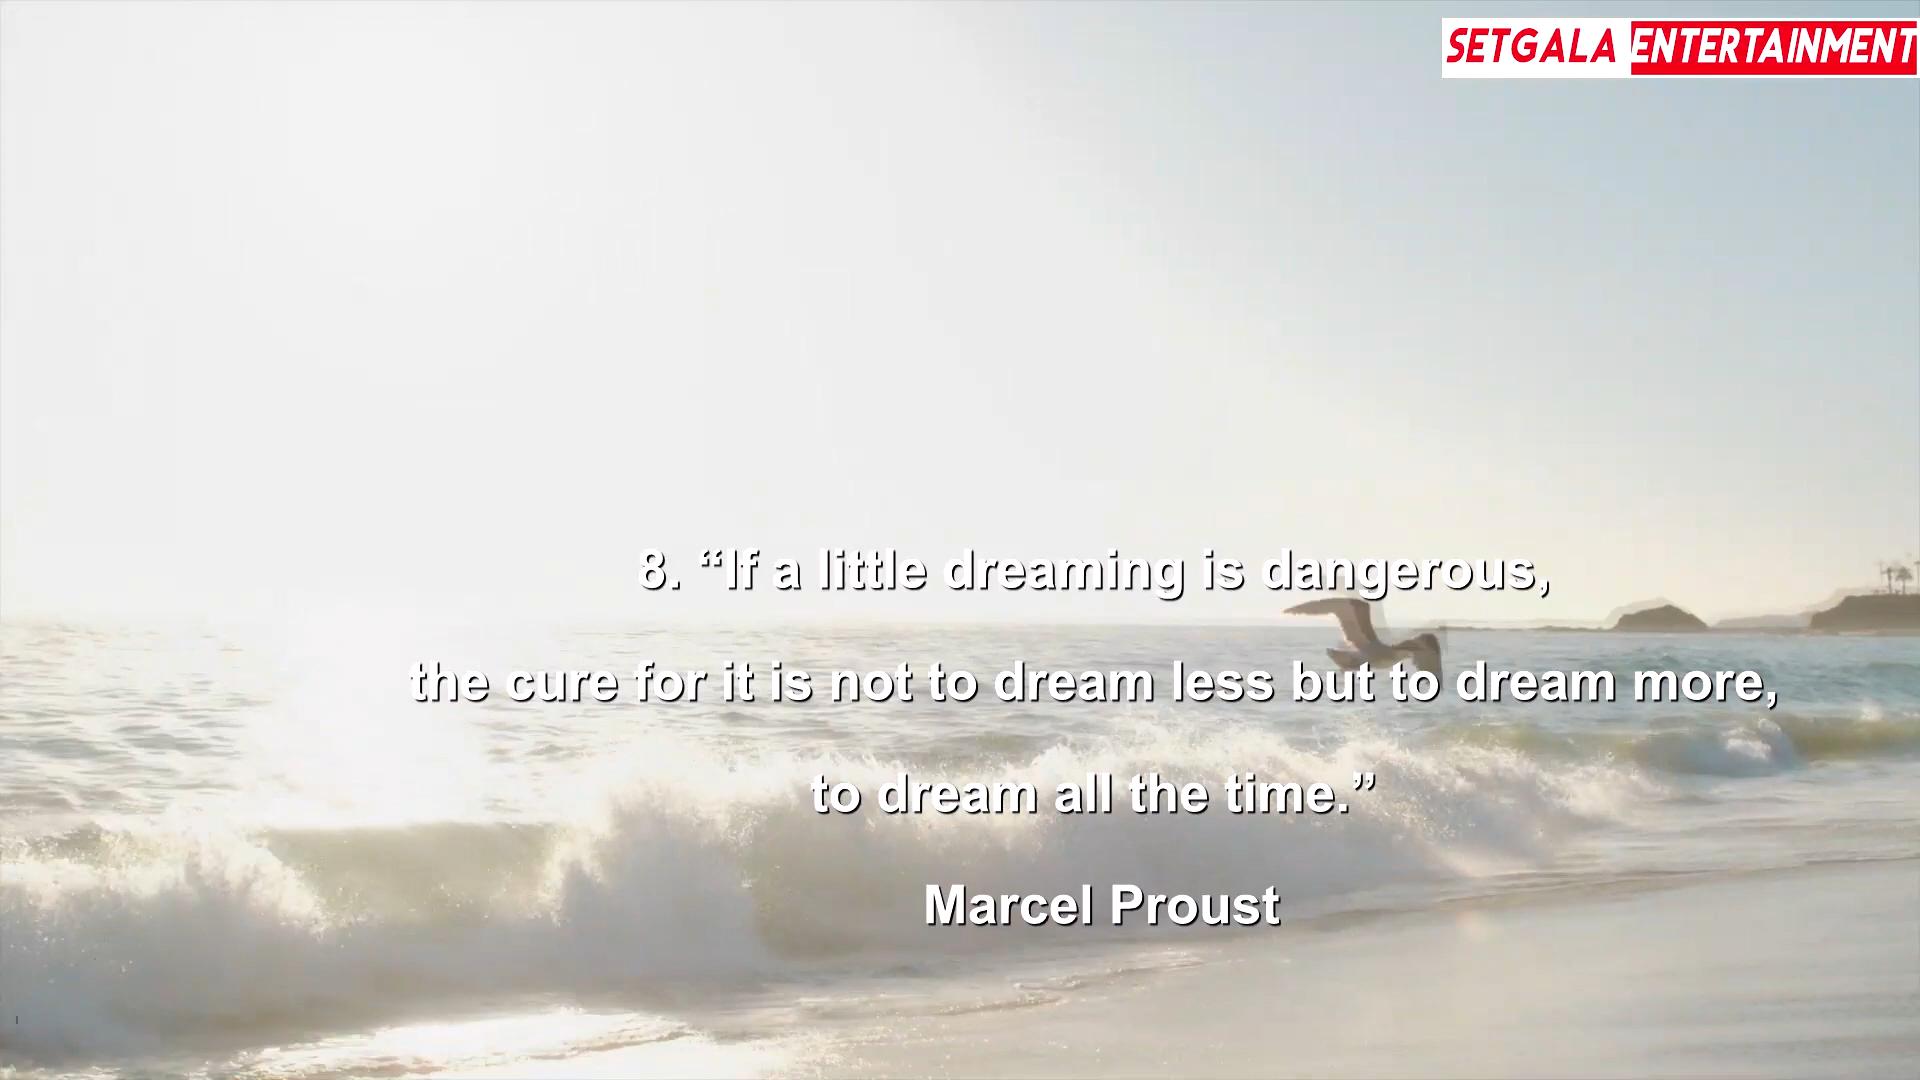 SETGALA ENTERTAINMENT
8. “If a little dreaming is dangerous,
the cure for it is not to dream less but to dream more,
to dream all the time.”
Marcel Proust